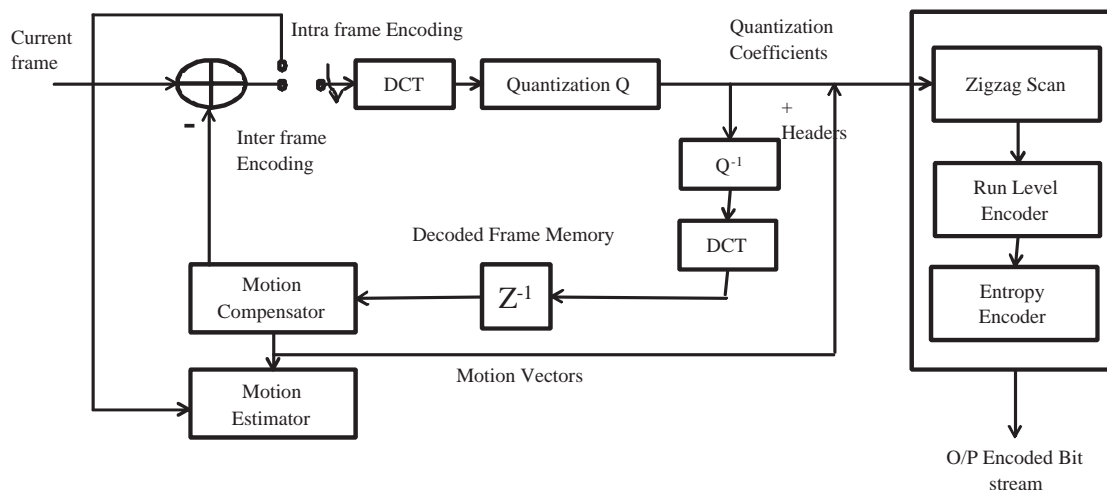 Current
frame
Intra frame Encoding
DCT
Quantization Q
Quantization
Coefficients
+
Headers
-
Inter frame
Encoding
Q⁻¹
DCT
Decoded Frame Memory
Z⁻¹
Motion
Compensator
Motion Vectors
Motion
Estimator
Zigzag Scan
Run Level
Encoder
Entropy
Encoder
O/P Encoded Bit
stream